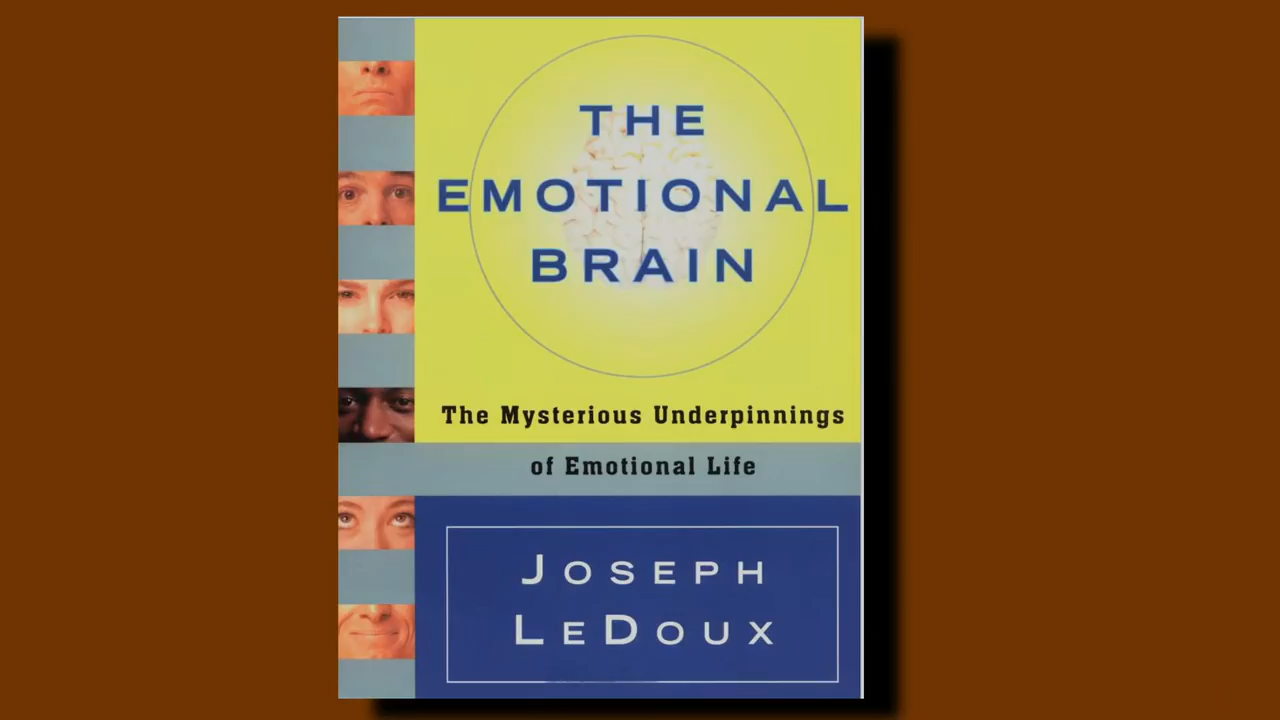 THE
EMOTIONAL
BRAIN
The Mysterious Underpinnings
of Emotional Life
JOSEPH
LEDOUX